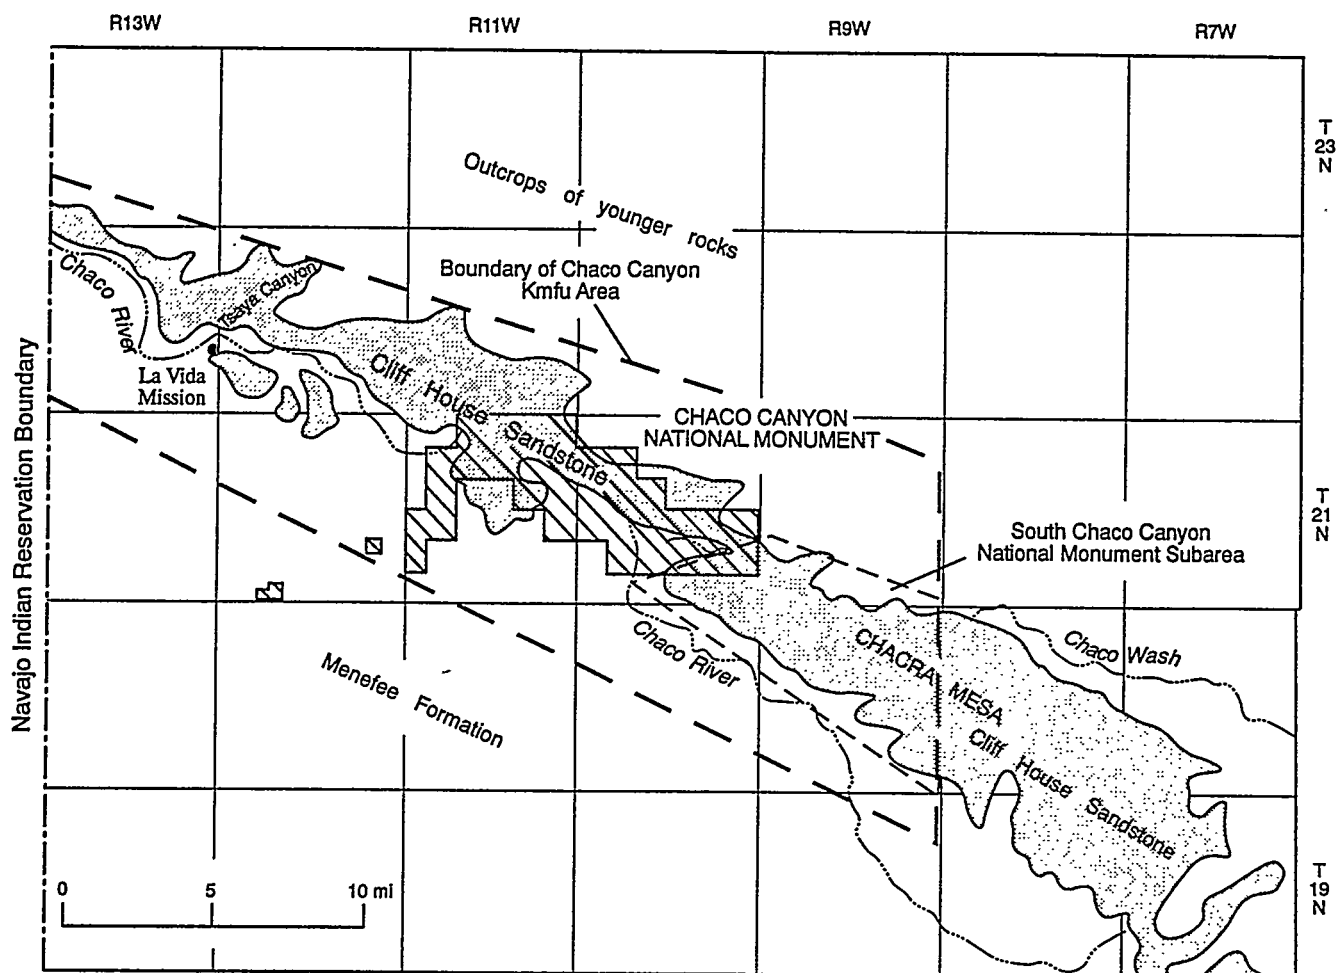 R13W
R11W
R9W
R7W
T
23
N
Outcrops of younger rocks
Boundary of Chaco Canyon
Kmfu Area
Chaco River
Tsaya Canyon
La Vida
Mission
Cliff House Sandstone
CHACO CANYON
NATIONAL MONUMENT
T
21
N
South Chaco Canyon
National Monument Subarea
Navajo Indian Reservation Boundary
Chaco River
Chaco Wash
CHACRA MESA
Menefee Formation
Cliff House Sandstone
0 5 10 mi
T
19
N